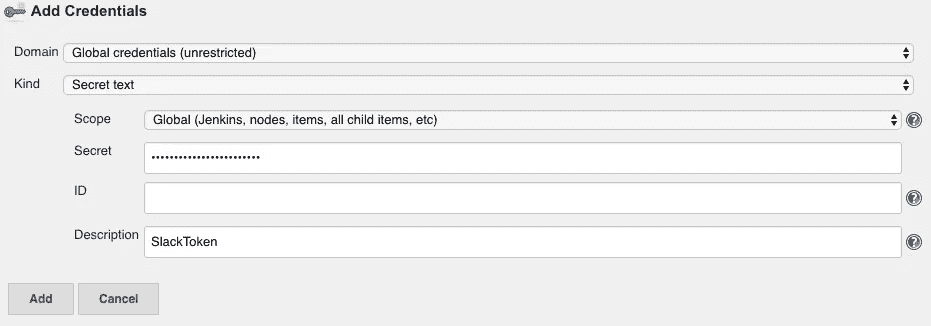 Add Credentials
Domain Global credentials (unrestricted)
Kind Secret text
Scope Global (Jenkins, nodes, items, all child items, etc)
Secret ••••••••••••••••••••••••
ID
Description SlackToken
Add Cancel